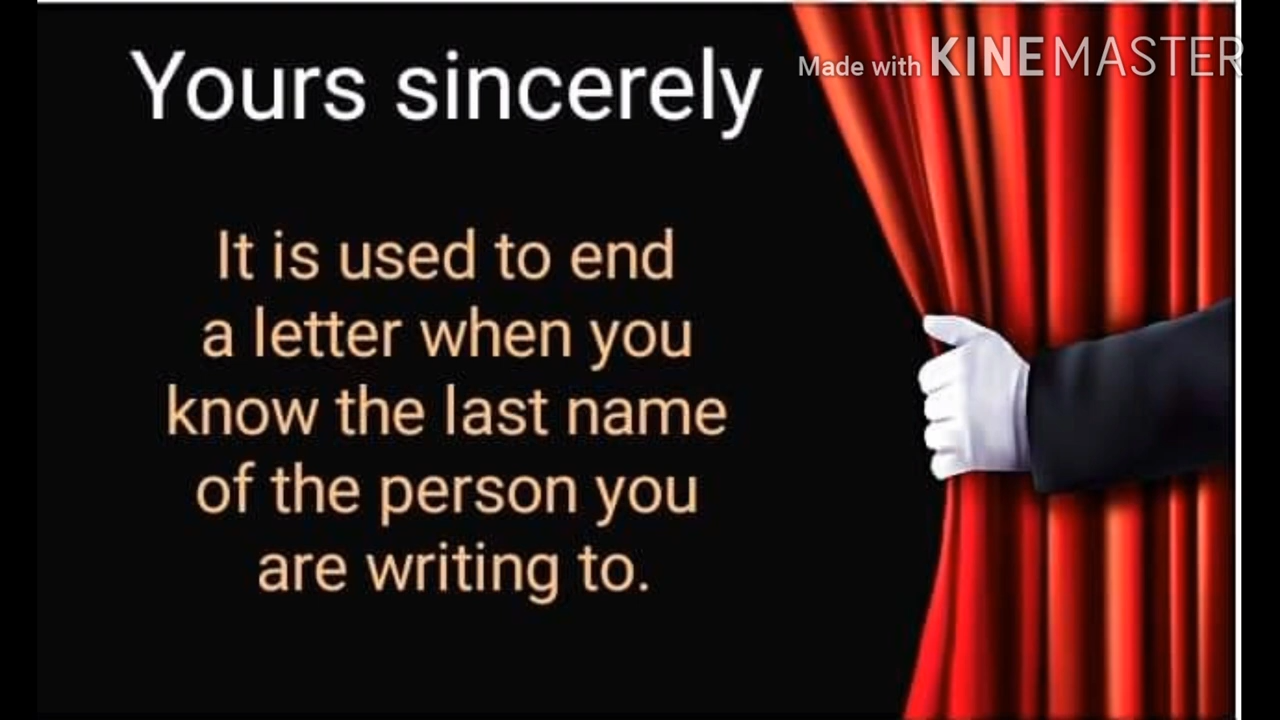 Yours sincerely
Made with KINEMASTER
It is used to end
a letter when you
know the last name
of the person you
are writing to.